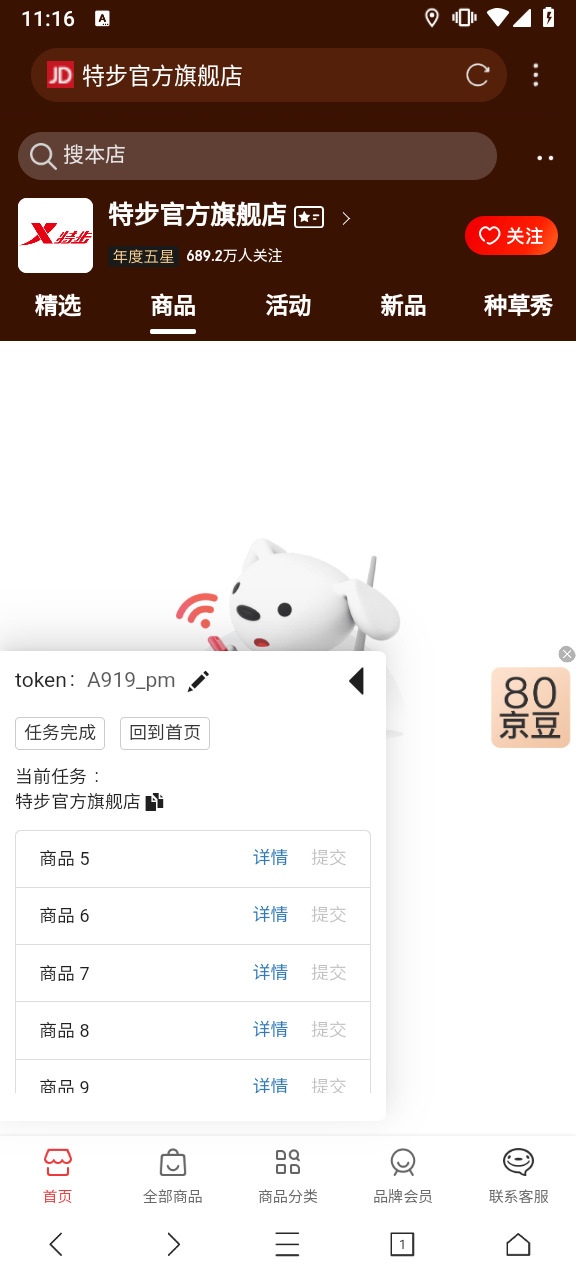 11:16
A
JD 特步官方旗舰店
搜本店
特步官方旗舰店
X特步
年度五星 689.2万人关注
关注
精选 商品 活动 新品 种草秀
token: A919_pm
任务完成 回到首页
当前任务：
特步官方旗舰店
商品 5 详情 提交
商品 6 详情 提交
商品 7 详情 提交
商品 8 详情 提交
商品 9 详情 提交
80
京豆
首页 全部商品 商品分类 品牌会员 联系客服
1